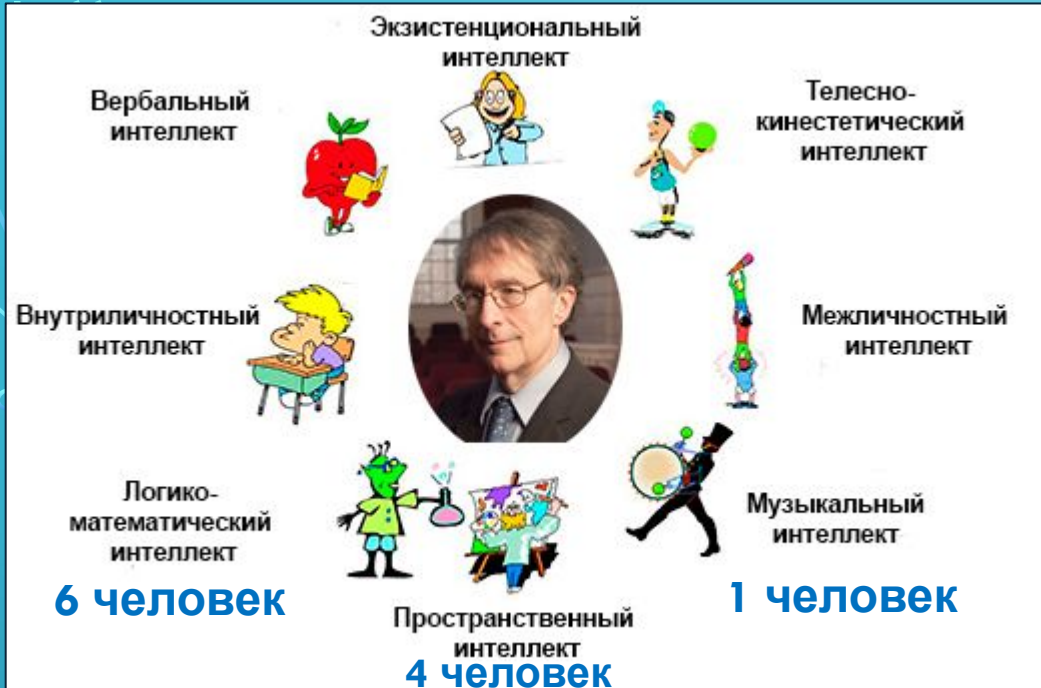 Экзистенциональный
интеллект
Вербальный
интеллект
Телесно-
кинестетический
интеллект
Внутриличностный
интеллект
Межличностный
интеллект
Логико-
математический
интеллект
6 человек
Музыкальный
интеллект
1 человек
Пространственный
интеллект
4 человек